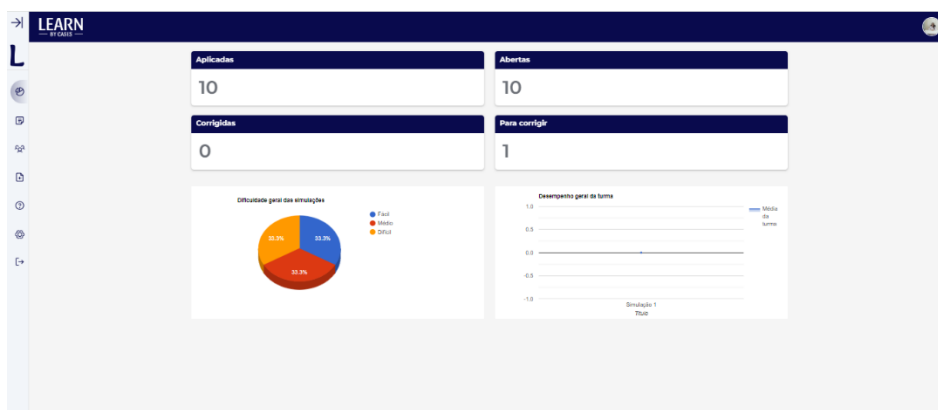 LEARN
BY CASES
L
Aplicadas
10
Abertas
10
Corrigidas
0
Para corrigir
1
Dificuldade geral das simulações
33.3%
33.3%
33.3%
Fácil
Médio
Difícil
Desempenho geral da turma
1.0
0.5
0.0
-0.5
-1.0
Simulação 1
Título
Média
da
turma